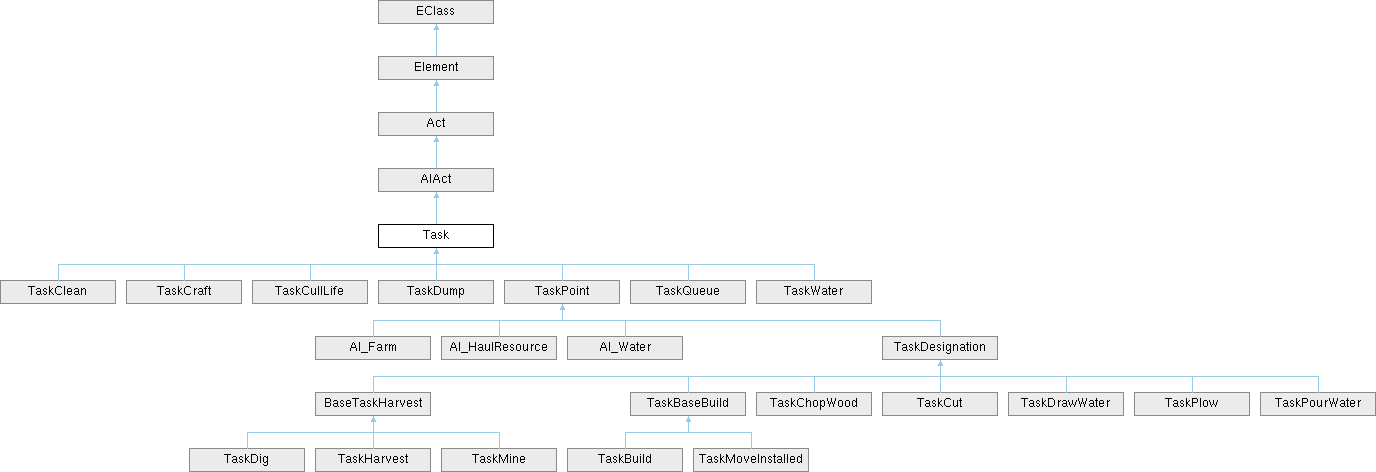 EClass
Element
Act
AIAct
Task
TaskClean TaskCraft TaskCullLife TaskDump TaskPoint TaskQueue TaskWater
AI_Farm AI_HaulResource AI_Water TaskDesignation
BaseTaskHarvest TaskBaseBuild TaskChopWood TaskCut TaskDrawWater TaskPlow TaskPourWater
TaskDig TaskHarvest TaskMine TaskBuild TaskMoveInstalled